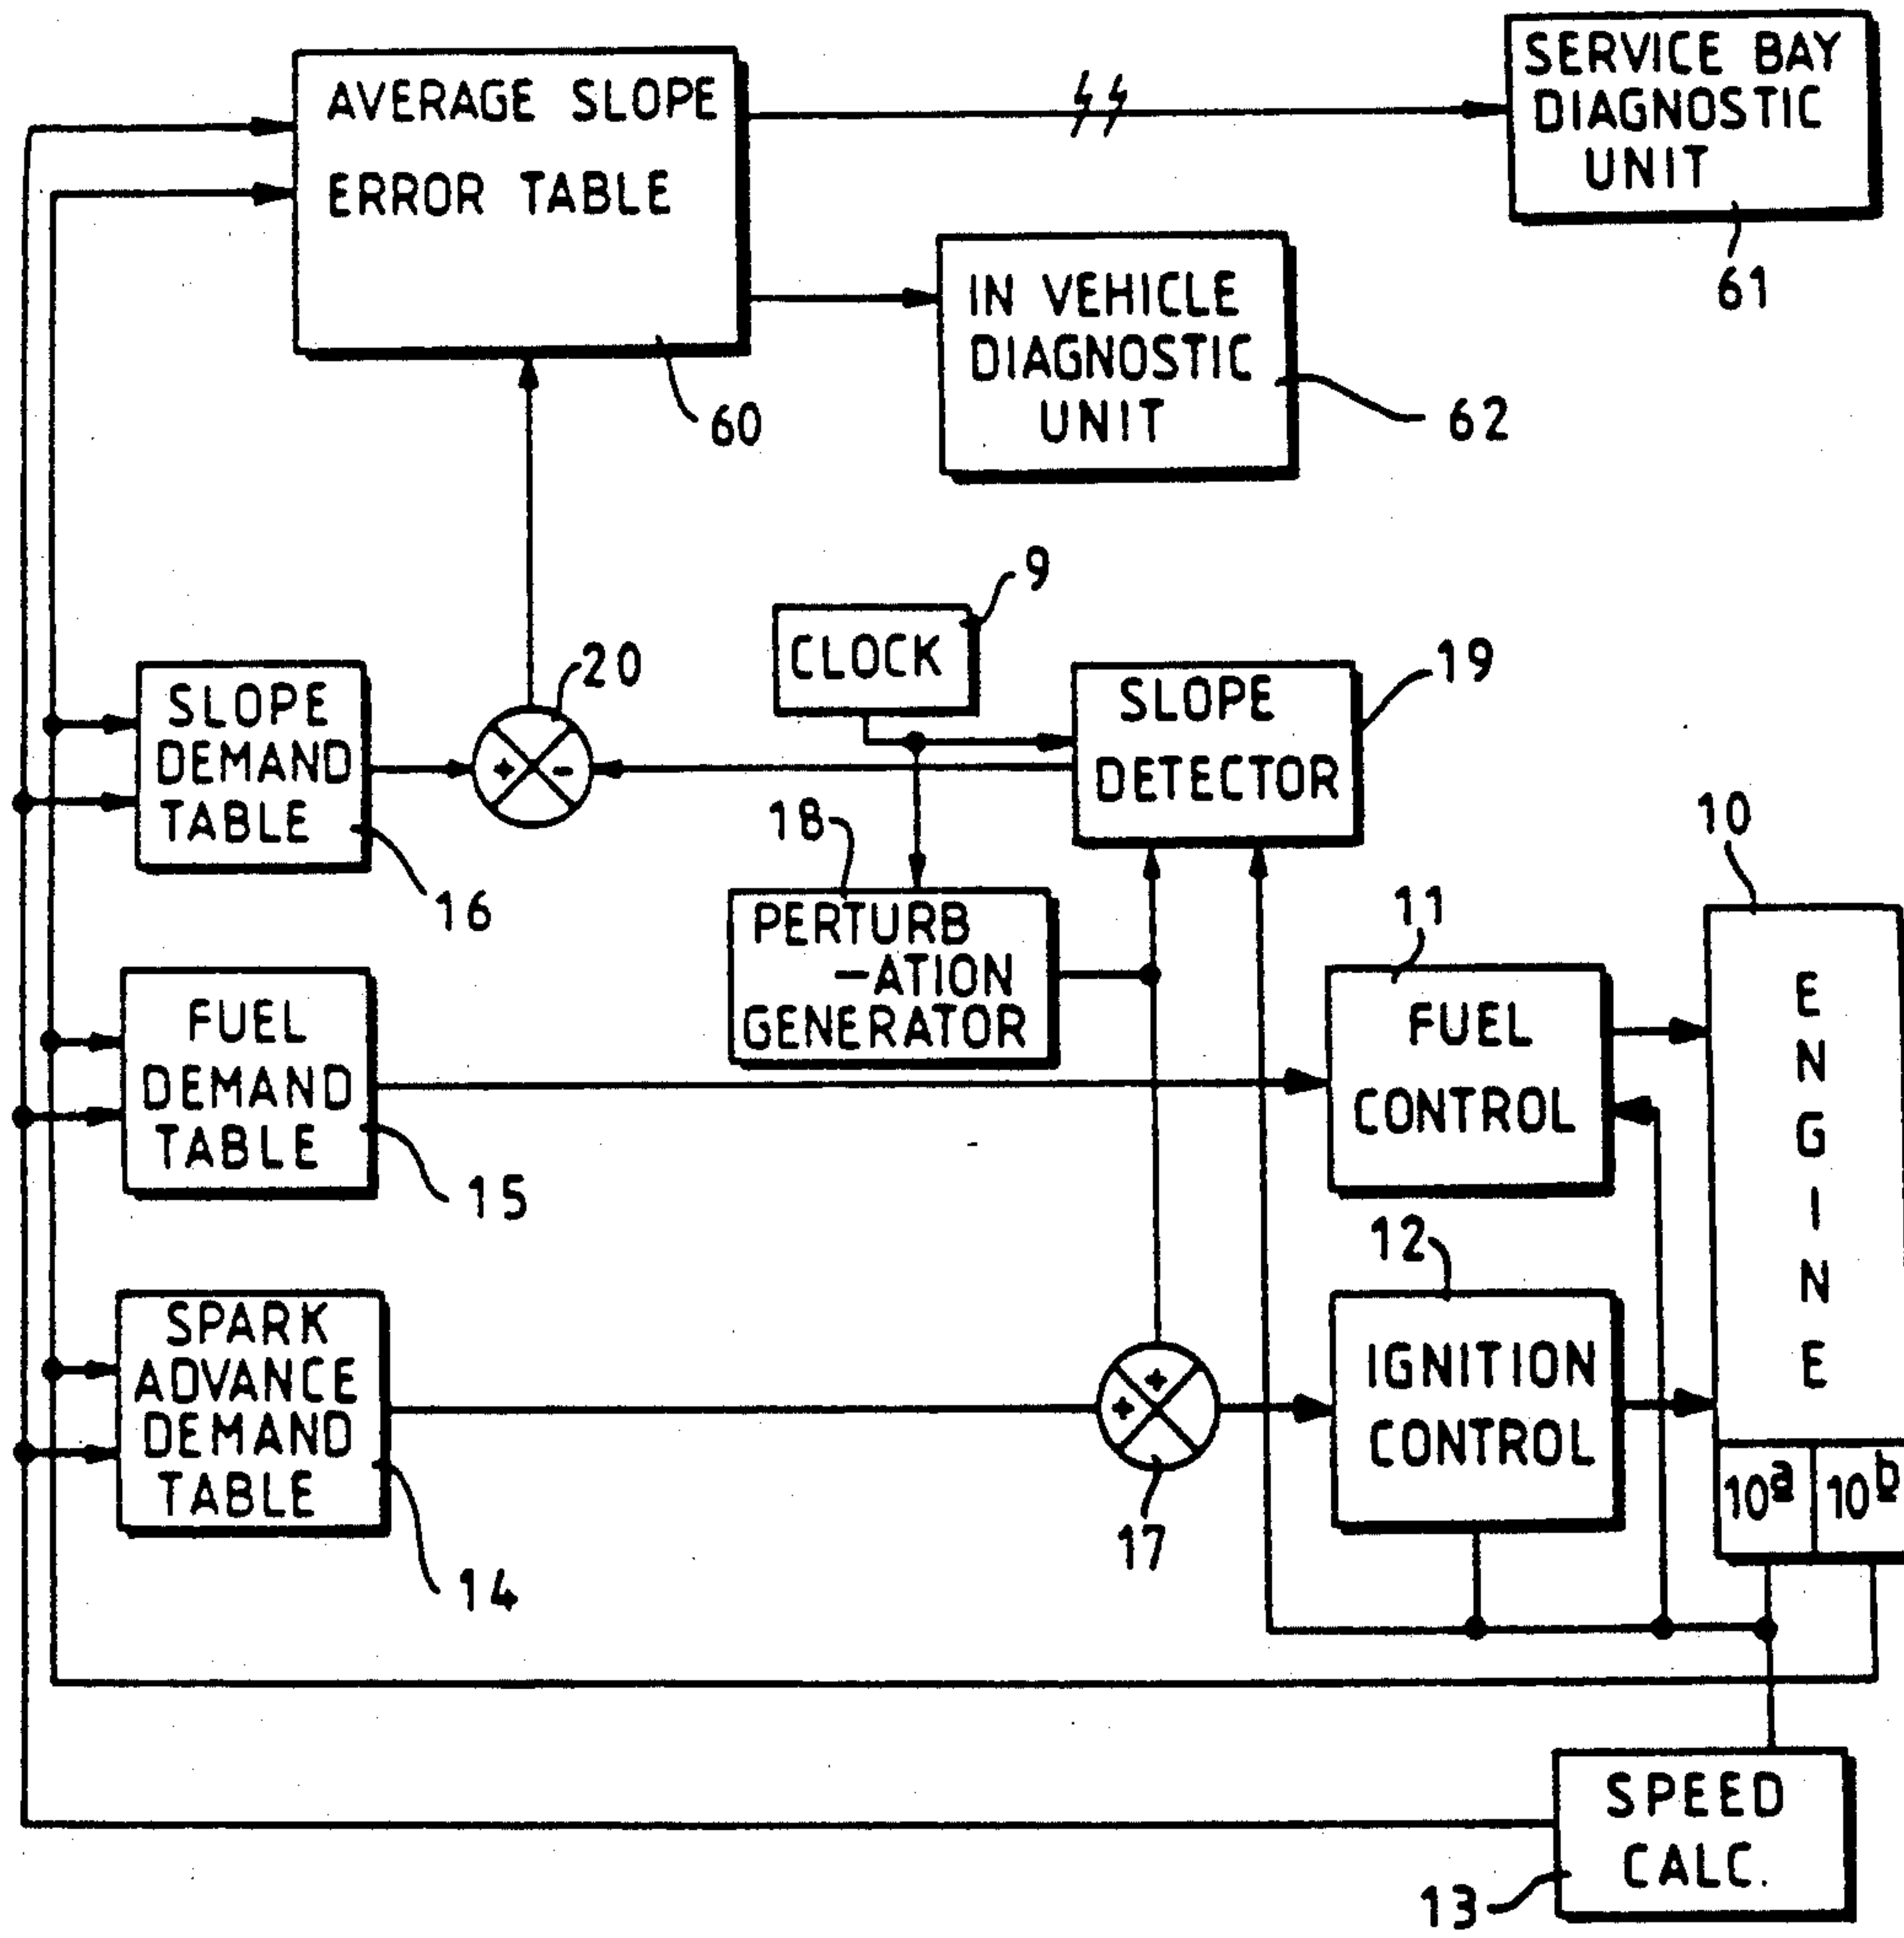 AVERAGE SLOPE
ERROR TABLE
60
SERVICE BAY
DIAGNOSTIC
UNIT
61
IN VEHICLE
DIAGNOSTIC
UNIT
62
9
CLOCK
20
+ -
SLOPE
DEMAND
TABLE
16
19
SLOPE
DETECTOR
18
PERTURB
-ATION
GENERATOR
10
ENGINE
10a 10b
11
FUEL
CONTROL
FUEL
DEMAND
TABLE
15
12
IGNITION
CONTROL
SPARK
ADVANCE
DEMAND
TABLE
14
+
+
17
SPEED
CALC.
13